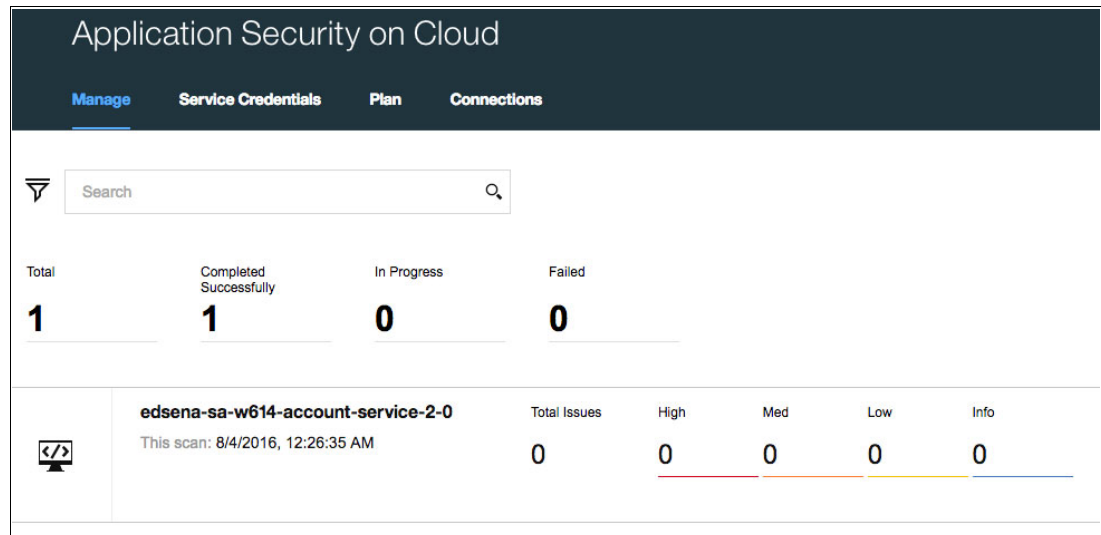 Application Security on Cloud
Manage Service Credentials Plan Connections
Search
Total Completed Successfully In Progress Failed
1 1 0 0
edsena-sa-w614-account-service-2-0 Total Issues High Med Low Info
This scan: 8/4/2016, 12:26:35 AM
0 0 0 0 0